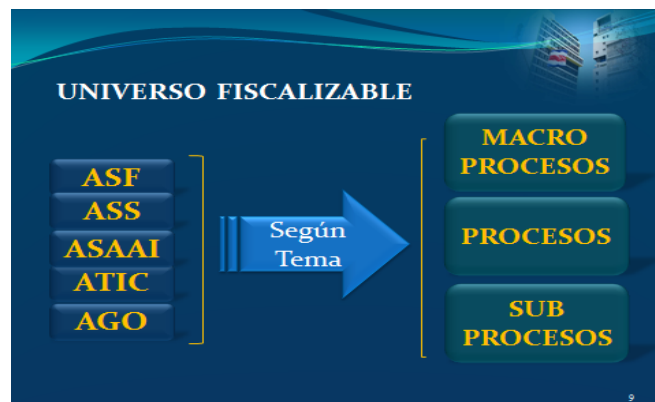 UNIVERSO FISCALIZABLE
ASF
ASS
ASAAI
ATIC
AGO
Según
Tema
MACRO
PROCESOS
PROCESOS
SUB
PROCESOS
9